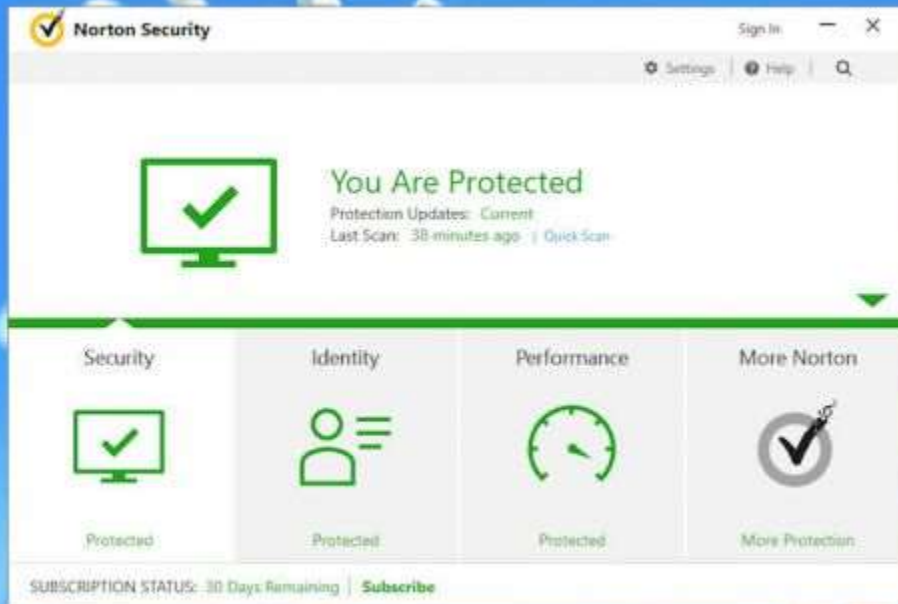 Norton Security
Sign In
Settings | Help |
You Are Protected
Protection Updates: Current
Last Scan: 38 minutes ago | Quick Scan
Security Identity Performance More Norton
Protected Protected Protected More Protection
SUBSCRIPTION STATUS: 30 Days Remaining | Subscribe